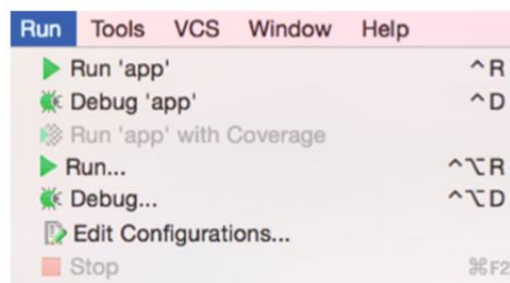 Run Tools VCS Window Help
Run 'app' ^R
Debug 'app' ^D
Run 'app' with Coverage
Run... ^⌥R
Debug... ^⌥D
Edit Configurations...
Stop ⌘F2